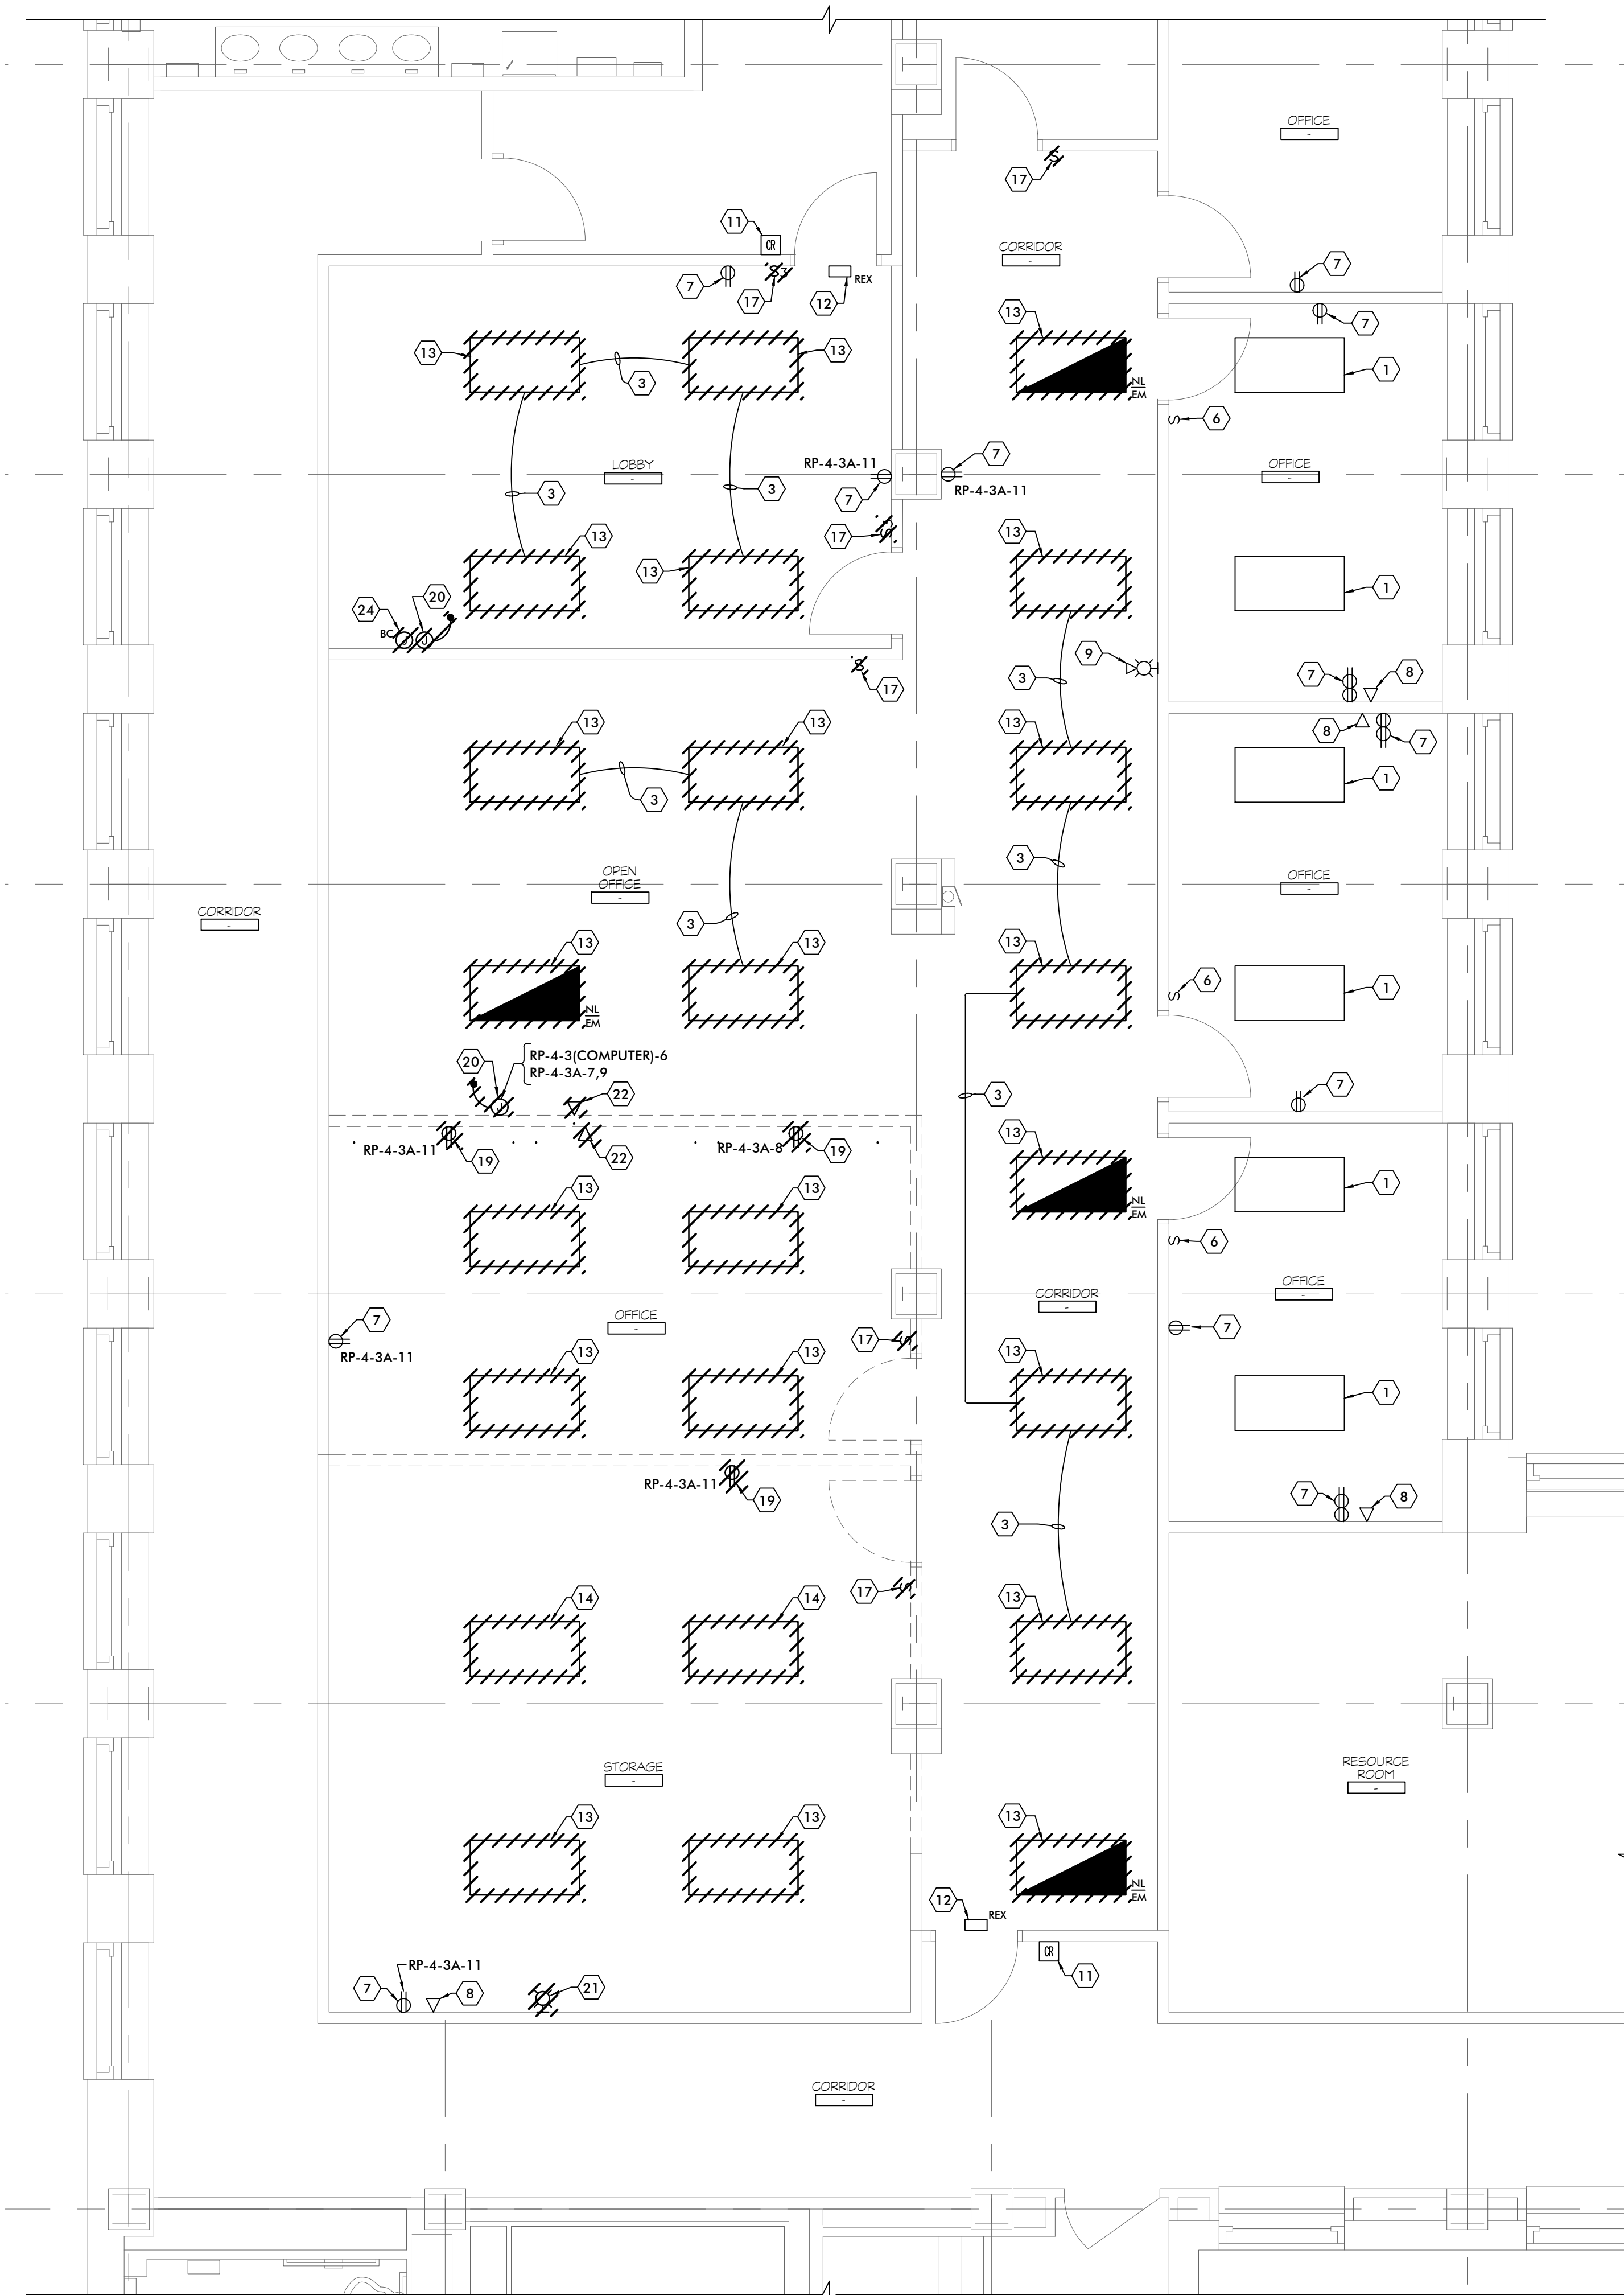 OFFICE
-
17
11
CR
CORRIDOR
-
7
17
S3
12
REX
7
7
13
13
3
13
NL
EM
1
S
6
LOBBY
-
3
3
RP-4-3A-11
7
7
RP-4-3A-11
OFFICE
-
17
S3
13
13
13
1
24
20
BC
J
J
S
17
9
3
7
8
8
7
13
13
3
13
1
OPEN
OFFICE
-
3
3
CORRIDOR
-
OFFICE
-
13
13
13
1
S
6
NL
EM
20
RP-4-3(COMPUTER)-6
RP-4-3A-7,9
J
22
3
7
RP-4-3A-11
19
22
RP-4-3A-8
19
13
1
NL
EM
13
13
S
6
OFFICE
-
CORRIDOR
-
OFFICE
-
7
RP-4-3A-11
17
S
7
13
13
13
1
RP-4-3A-11
19
3
7
8
14
14
17
S
13
STORAGE
-
RESOURCE
ROOM
-
13
13
13
NL
EM
12
REX
CR
11
RP-4-3A-11
7
8
21
CORRIDOR
-